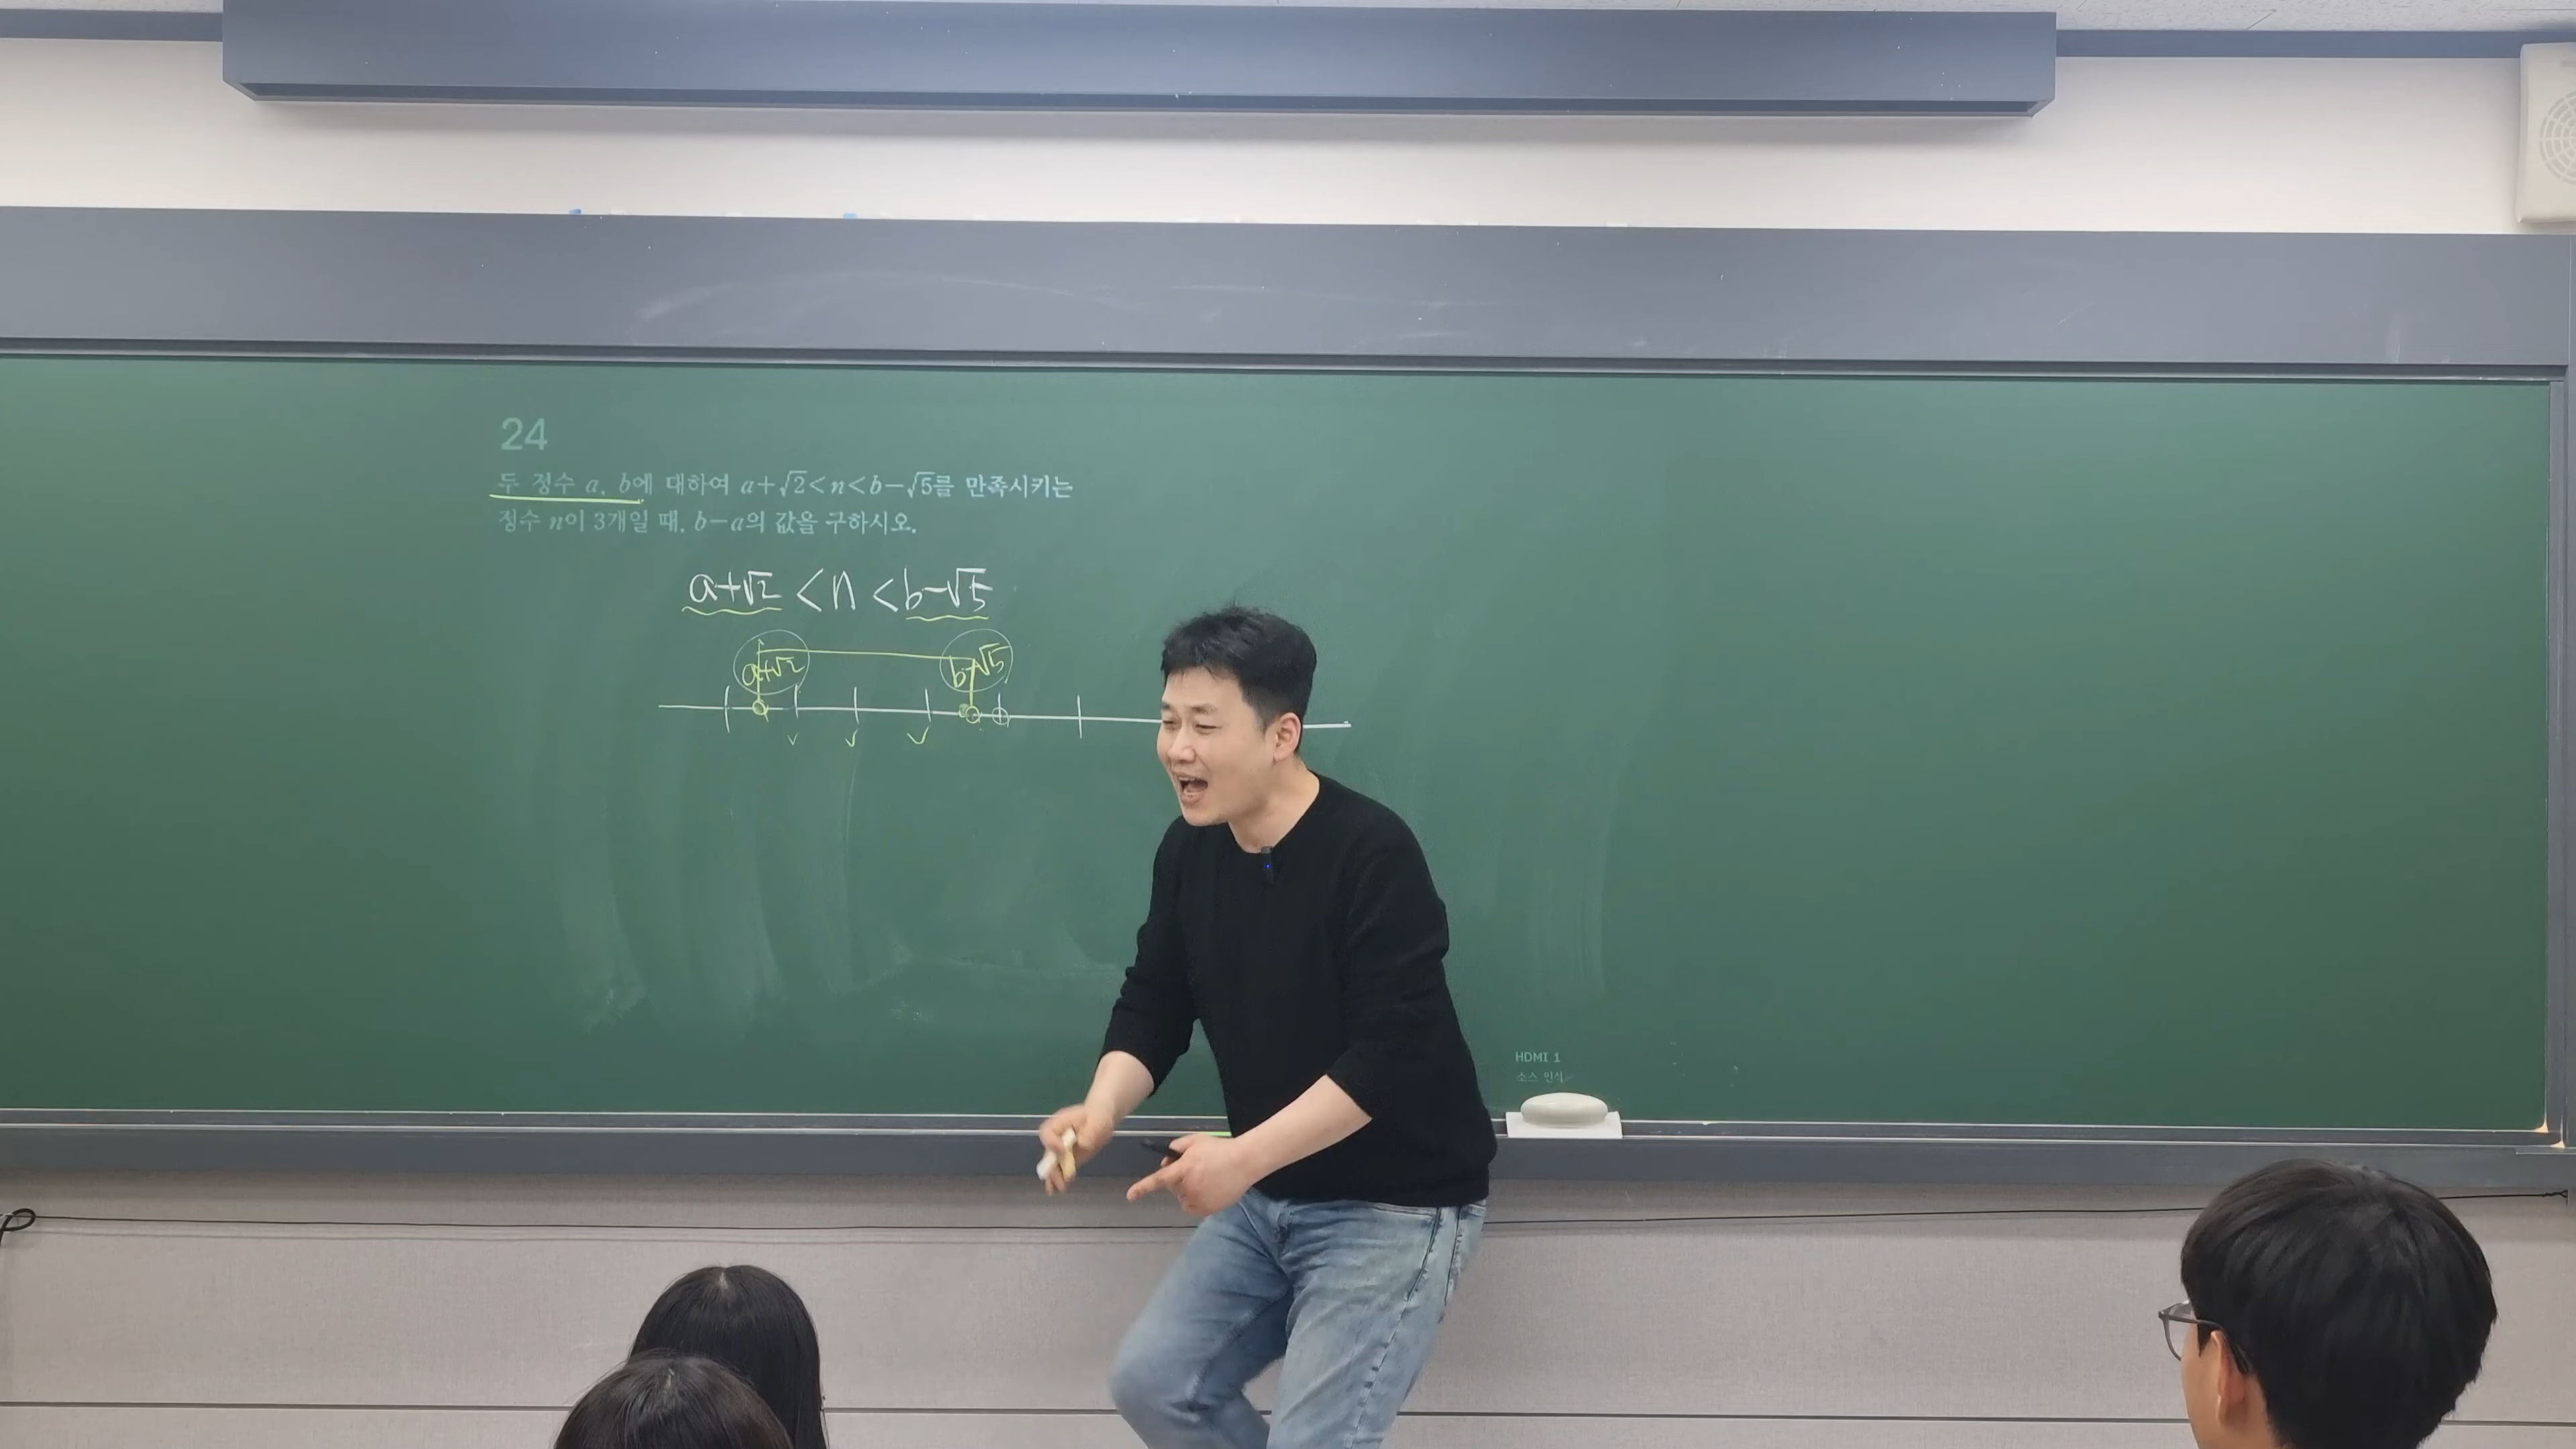 24
두 정수 a, b에 대하여 a+√2<n<b−√5를 만족시키는
정수 n이 3개일 때, b−a의 값을 구하시오.
a+√2 < n < b−√5
a+√2 b−√5
HDMI 1
소스 인식